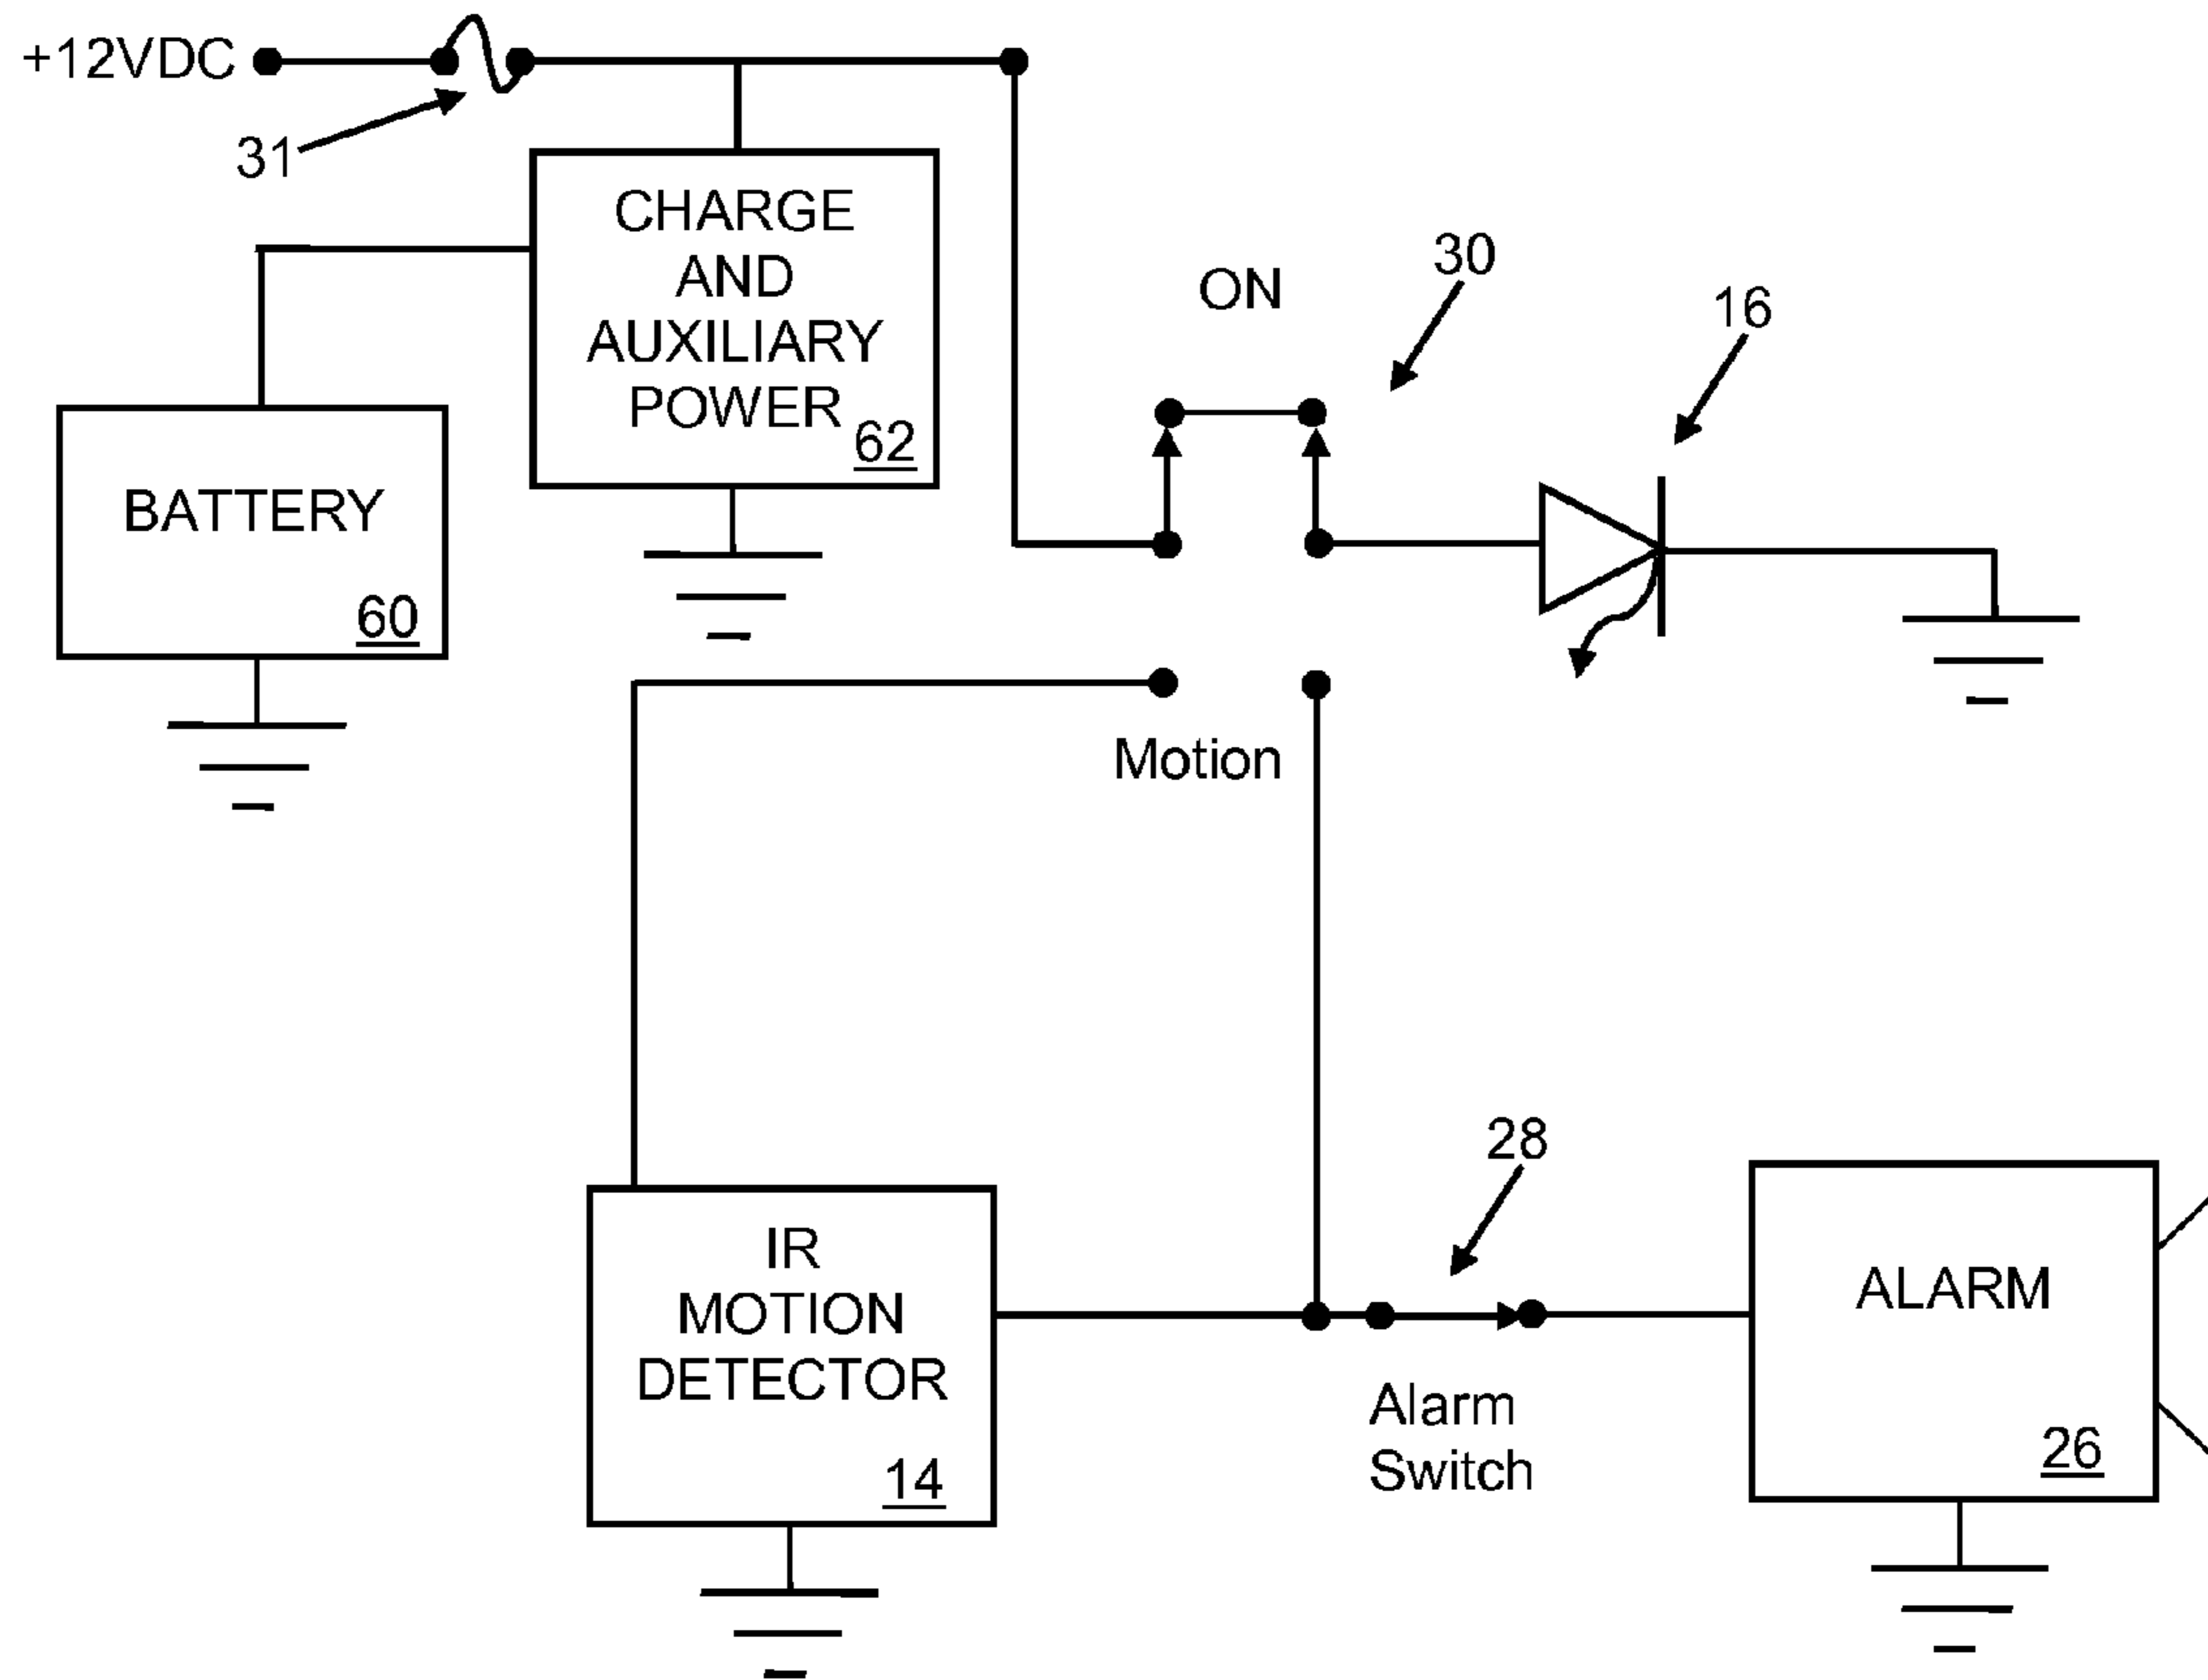 +12VDC
31
CHARGE
AND
AUXILIARY
POWER
62
BATTERY
60
ON
30
16
Motion
28
IR
MOTION
DETECTOR
14
Alarm
Switch
ALARM
26